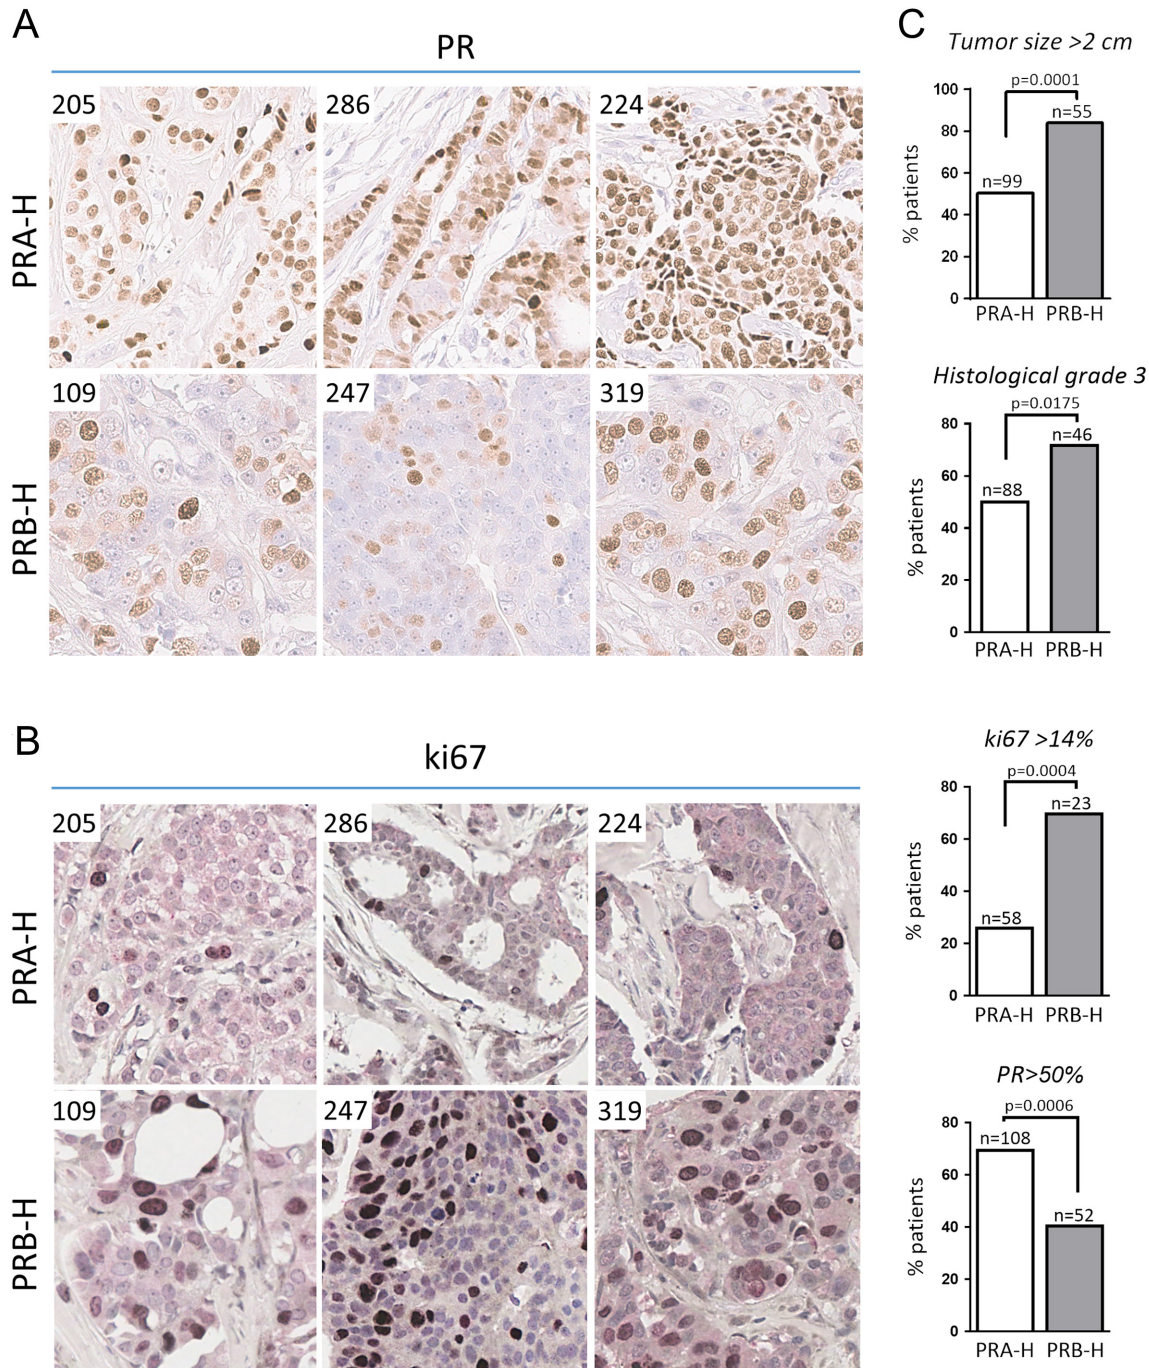 A
PR
205
286
224
PRA-H
109
247
319
PRB-H
B
ki67
205
286
224
PRA-H
109
247
319
PRB-H
C
Tumor size >2 cm
p=0.0001
n=55
n=99
% patients
100
80
60
40
20
0
PRA-H PRB-H
Histological grade 3
p=0.0175
n=46
n=88
% patients
80
60
40
20
0
PRA-H PRB-H
ki67 >14%
p=0.0004
n=23
n=58
% patients
80
60
40
20
0
PRA-H PRB-H
PR>50%
p=0.0006
n=108
n=52
% patients
80
60
40
20
0
PRA-H PRB-H